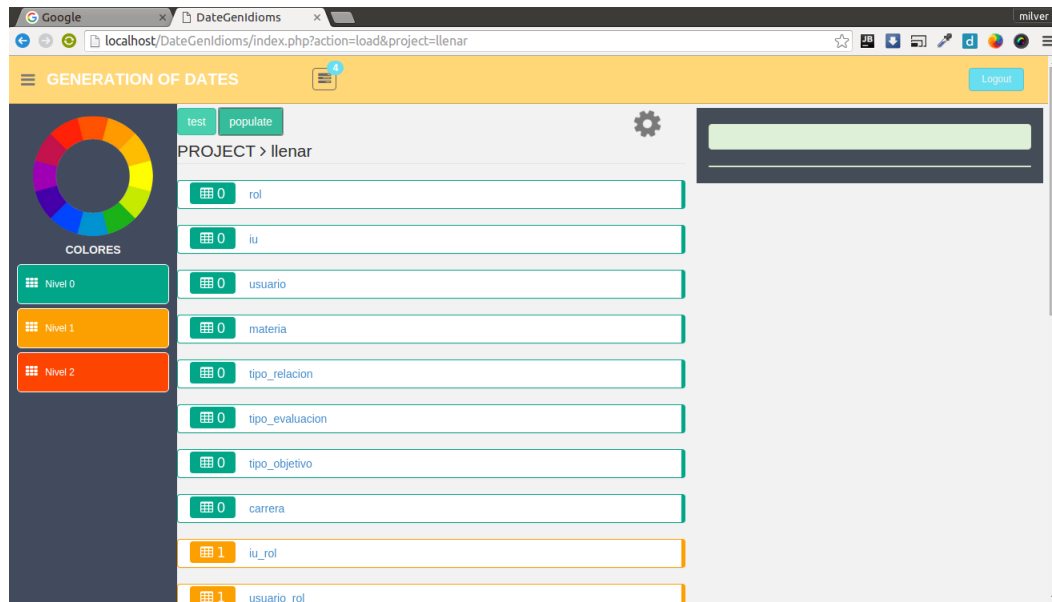 Google
DateGenIdioms
milver
localhost/DateGenIdioms/index.php?action=load&project=llenar
JB
d
GENERATION OF DATES
4
Logout
COLORES
Nivel 0
Nivel 1
Nivel 2
test populate
PROJECT > llenar
0 rol
0 iu
0 usuario
0 materia
0 tipo_relacion
0 tipo_evaluacion
0 tipo_objetivo
0 carrera
1 iu_rol
1 usuario_rol